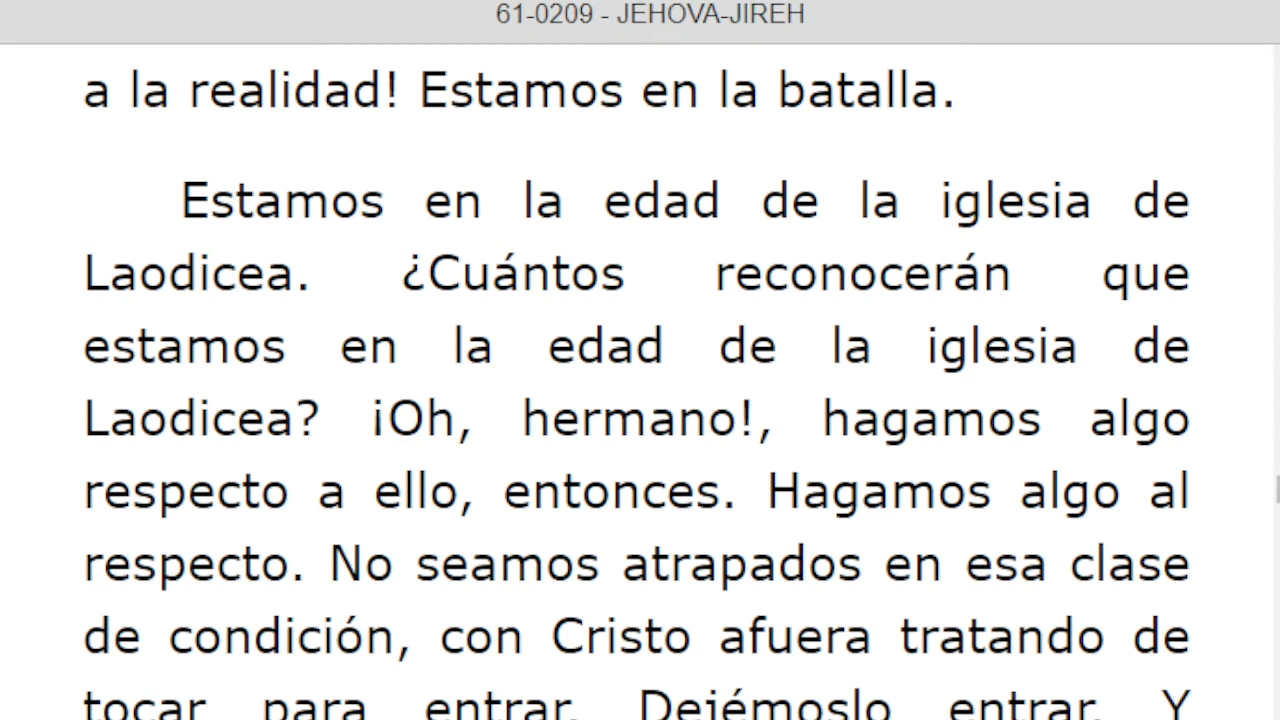 61-0209 - JEHOVA-JIREH
a la realidad! Estamos en la batalla.
Estamos en la edad de la iglesia de
Laodicea. ¿Cuántos reconocerán que
estamos en la edad de la iglesia de
Laodicea? ¡Oh, hermano!, hagamos algo
respecto a ello, entonces. Hagamos algo al
respecto. No seamos atrapados en esa clase
de condición, con Cristo afuera tratando de
tocar para entrar. Dejémoslo entrar. Y